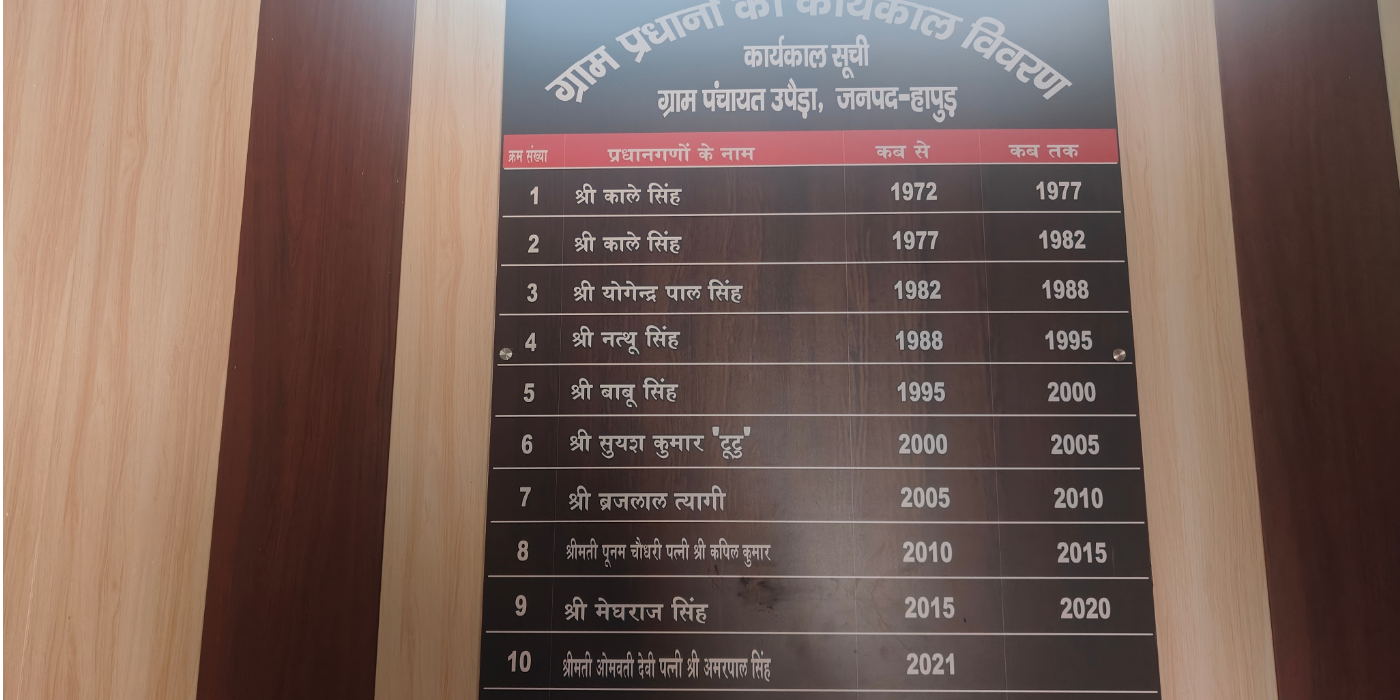 ग्राम प्रधानों का कार्यकाल विवरण
कार्यकाल सूची
ग्राम पंचायत उपैड़ा, जनपद-हापुड़
क्रम संख्या प्रधानगणों के नाम कब से कब तक
1 श्री काले सिंह 1972 1977
2 श्री काले सिंह 1977 1982
3 श्री योगेन्द्र पाल सिंह 1982 1988
4 श्री नत्थू सिंह 1988 1995
5 श्री बाबू सिंह 1995 2000
6 श्री सुयश कुमार 'टूटु' 2000 2005
7 श्री ब्रजलाल त्यागी 2005 2010
8 श्रीमती पूनम चौधरी पत्नी श्री कपिल कुमार 2010 2015
9 श्री मेघराज सिंह 2015 2020
10 श्रीमती ओमवती देवी पत्नी श्री अमरपाल सिंह 2021